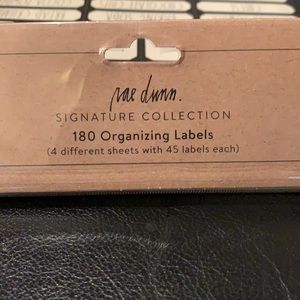 rae dunn.
SIGNATURE COLLECTION
180 Organizing Labels
(4 different sheets with 45 labels each)